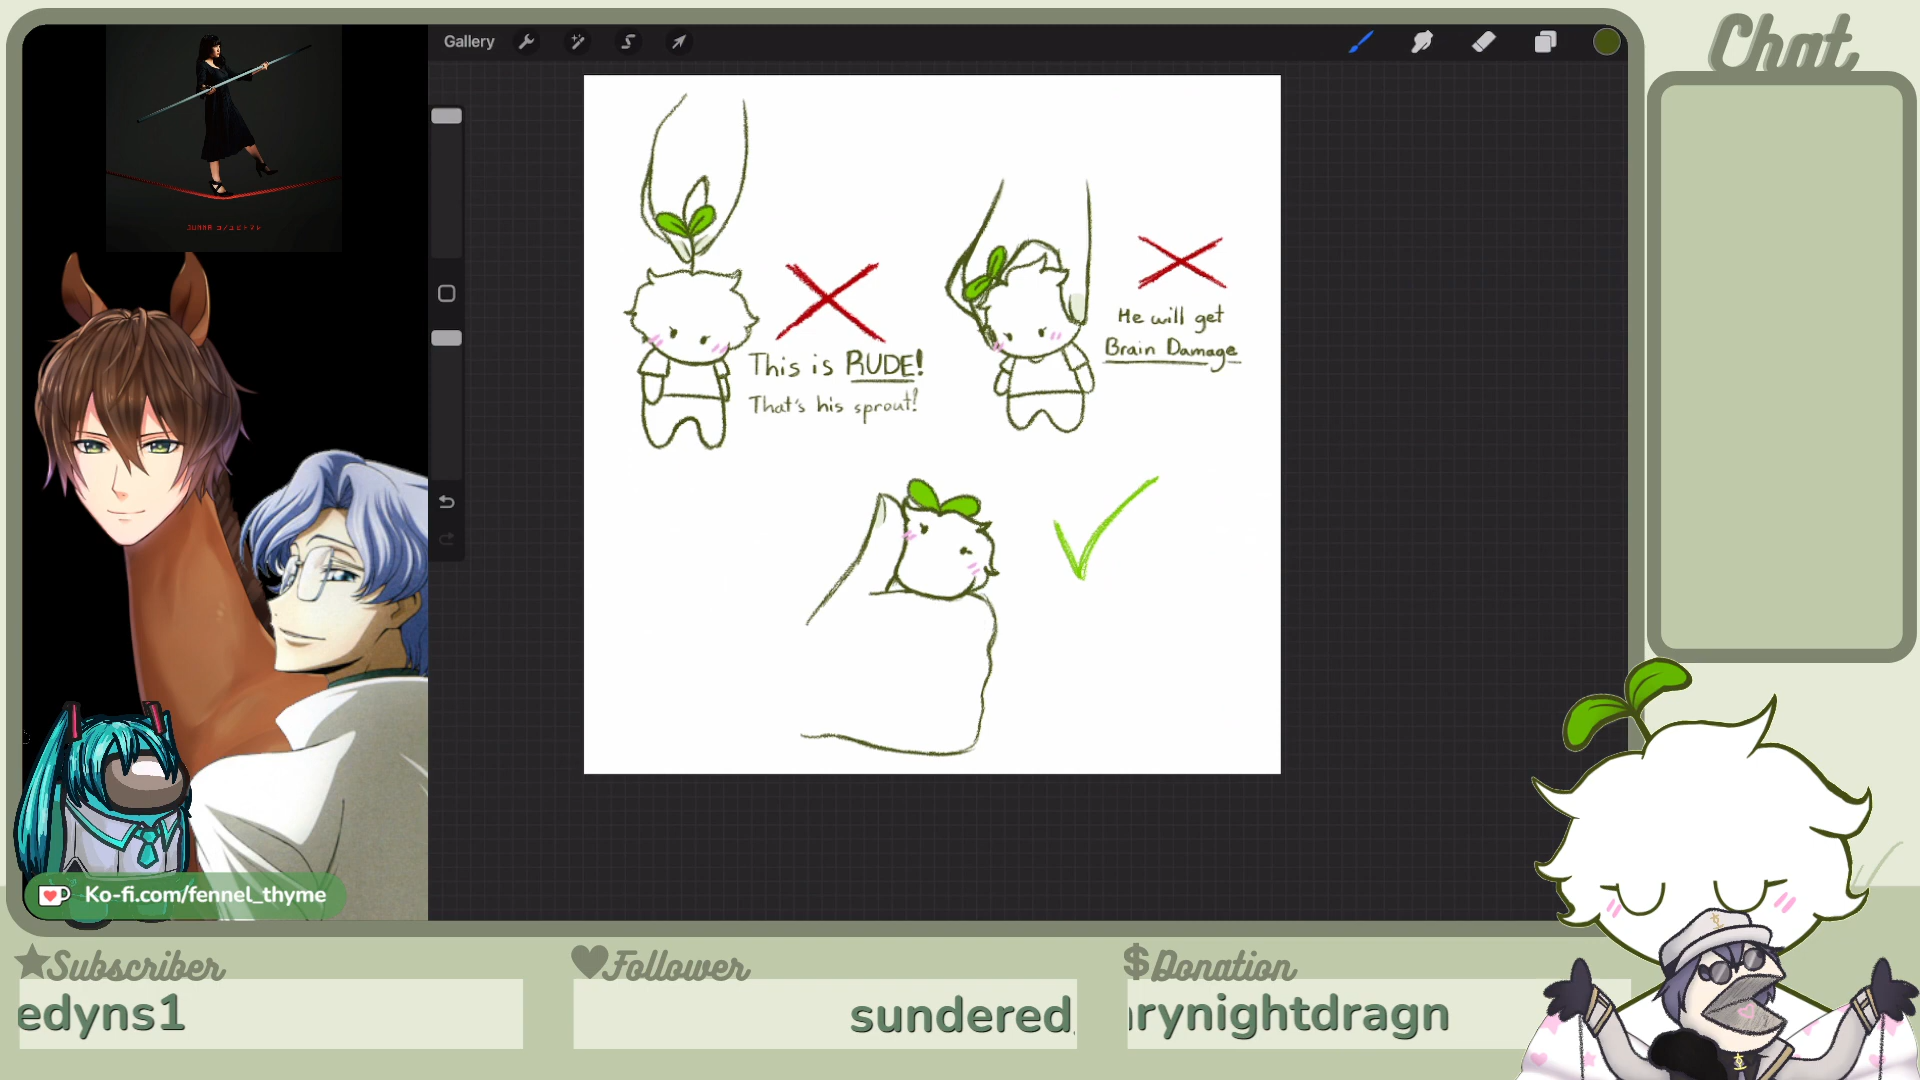 Gallery
Chat
This is RUDE!
That's his sprout!
He will get
Brain Damage
Ko-fi.com/fennel_thyme
Subscriber
edyns1
Follower
sundered
Donation
rynightdragn